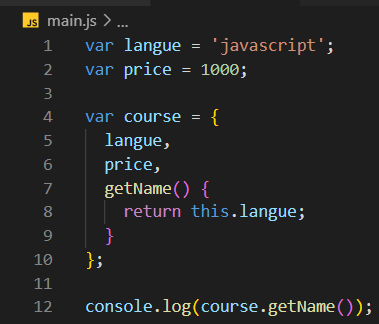 JS main.js > ...
1 var langue = 'javascript';
2 var price = 1000;
3
4 var course = {
5 langue,
6 price,
7 getName() {
8 return this.langue;
9 }
10 };
11
12 console.log(course.getName());